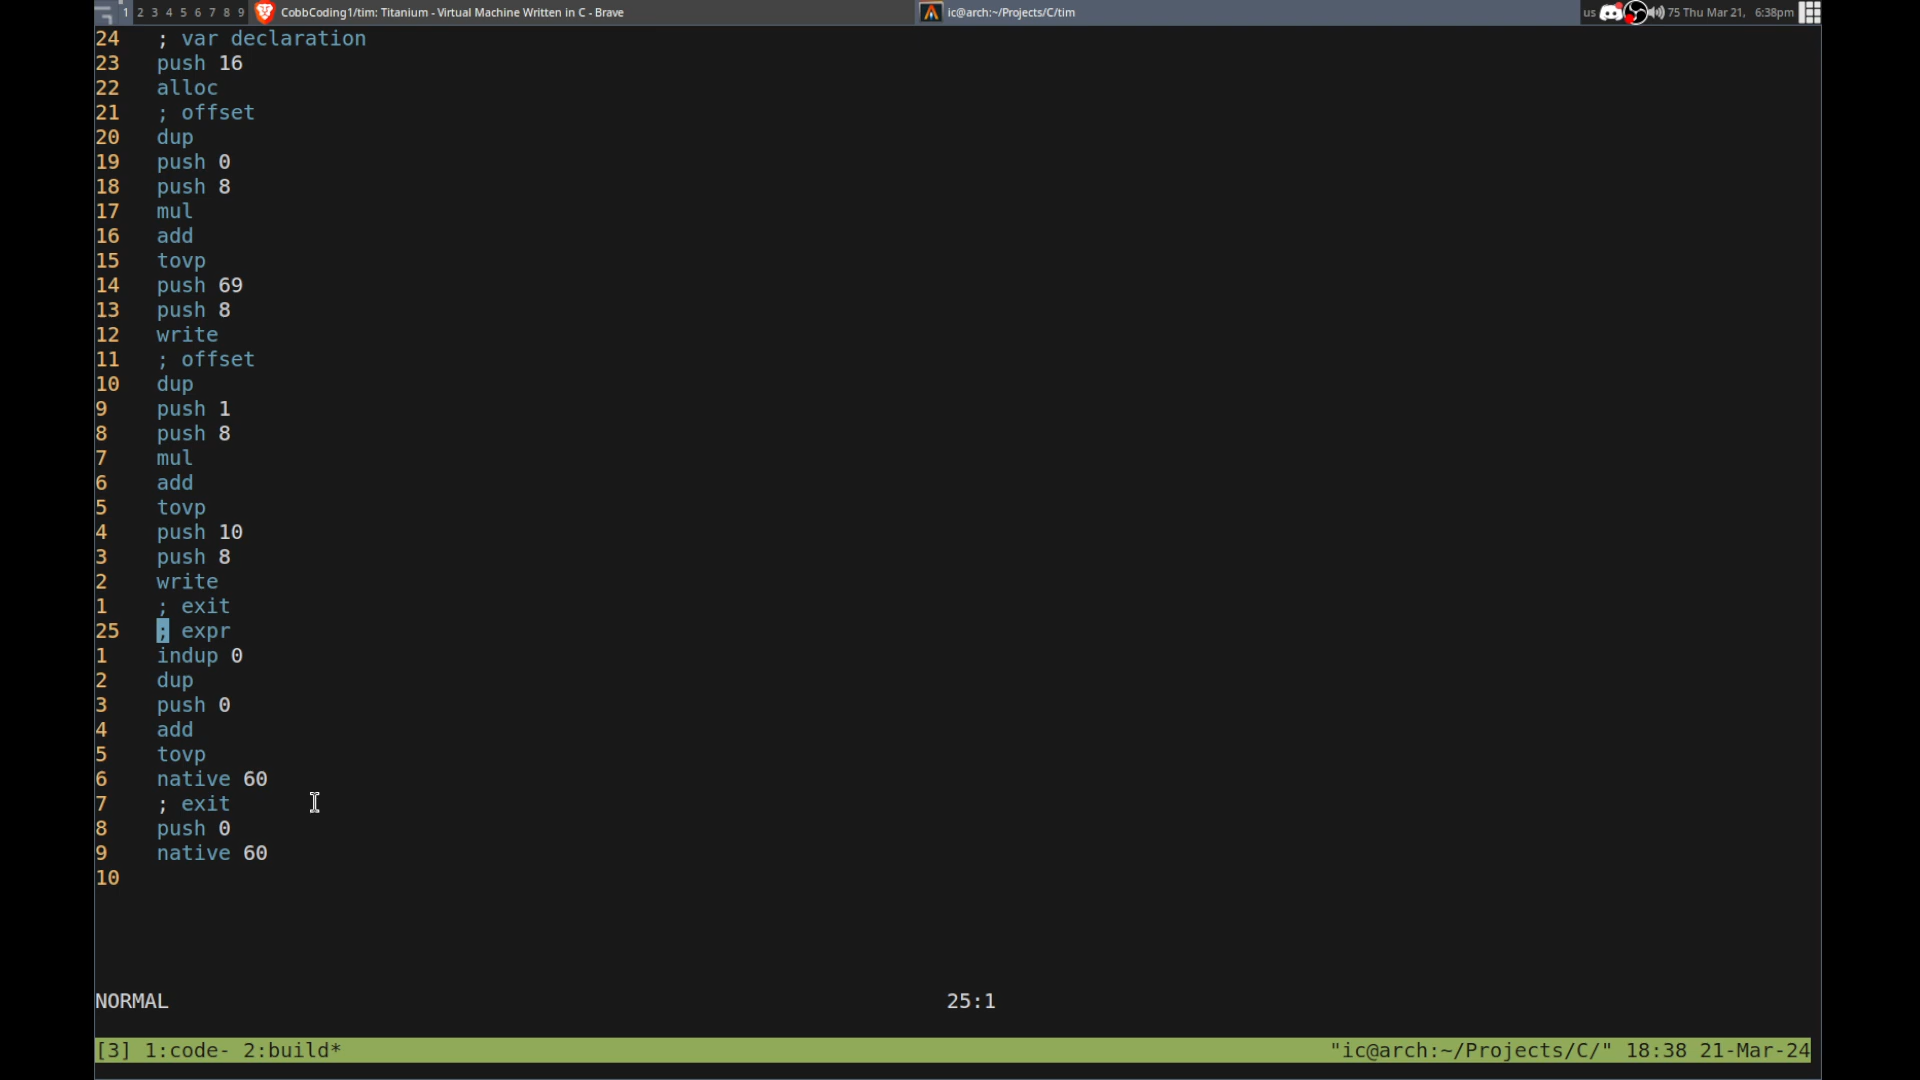 1 2 3 4 5 6 7 8 9 CobbCoding1/tim: Titanium - Virtual Machine Written in C - Brave ic@arch:~/Projects/C/tim us 75 Thu Mar 21, 6:38pm
24 ; var declaration
23 push 16
22 alloc
21 ; offset
20 dup
19 push 0
18 push 8
17 mul
16 add
15 tovp
14 push 69
13 push 8
12 write
11 ; offset
10 dup
9 push 1
8 push 8
7 mul
6 add
5 tovp
4 push 10
3 push 8
2 write
1 ; exit
25 ; expr
1 indup 0
2 dup
3 push 0
4 add
5 tovp
6 native 60
7 ; exit
8 push 0
9 native 60
10
NORMAL 25:1
[3] 1:code- 2:build* "ic@arch:~/Projects/C/" 18:38 21-Mar-24